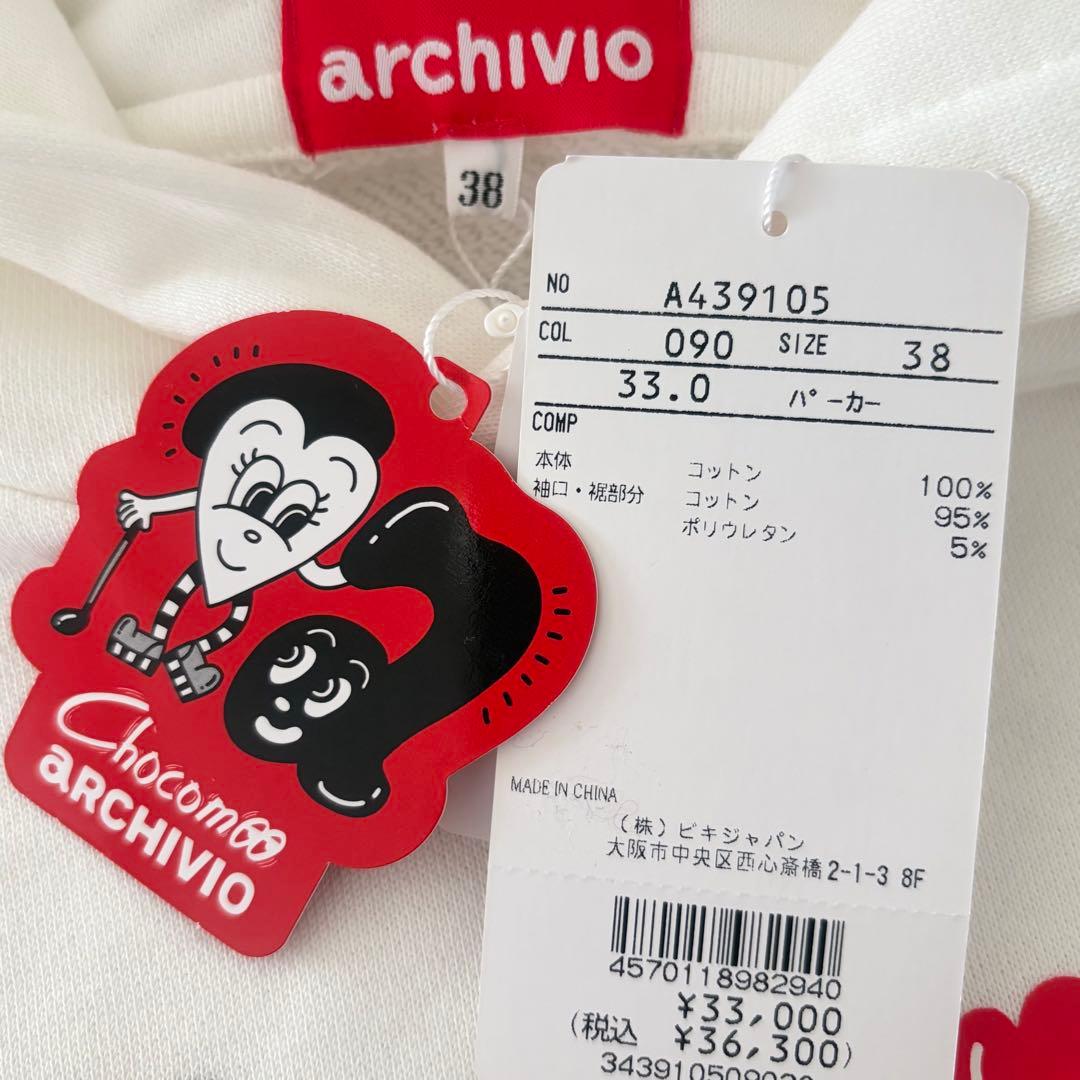 archivio
38
NO A439105
COL 090 SIZE 38
33.0 パーカー
COMP
本体 コットン 100%
袖口・裾部分 コットン 95%
ポリウレタン 5%
MADE IN CHINA
(株)ビキジャパン
大阪市中央区西心斎橋2-1-3 8F
4570118982940
¥33,000
(税込 ¥36,300)
Chocomoo
aRCHIVIO